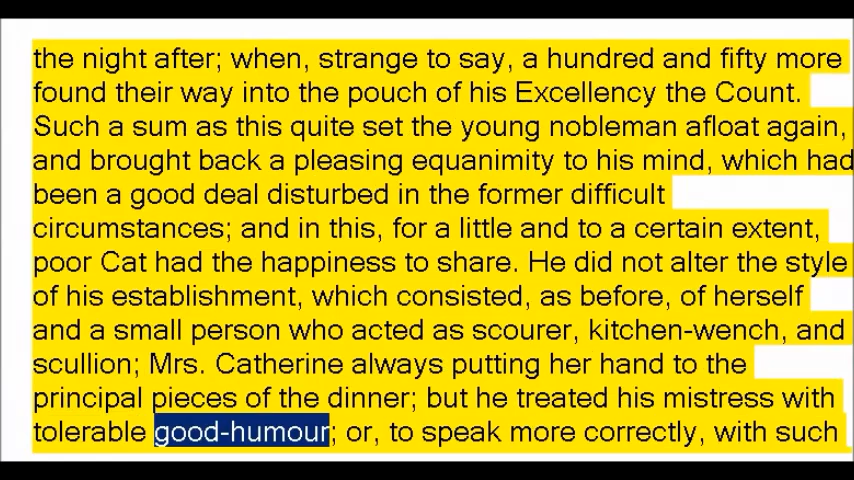 the night after; when, strange to say, a hundred and fifty more
found their way into the pouch of his Excellency the Count.
Such a sum as this quite set the young nobleman afloat again,
and brought back a pleasing equanimity to his mind, which had
been a good deal disturbed in the former difficult
circumstances; and in this, for a little and to a certain extent,
poor Cat had the happiness to share. He did not alter the style
of his establishment, which consisted, as before, of herself
and a small person who acted as scourer, kitchen-wench, and
scullion; Mrs. Catherine always putting her hand to the
principal pieces of the dinner; but he treated his mistress with
tolerable good-humour; or, to speak more correctly, with such